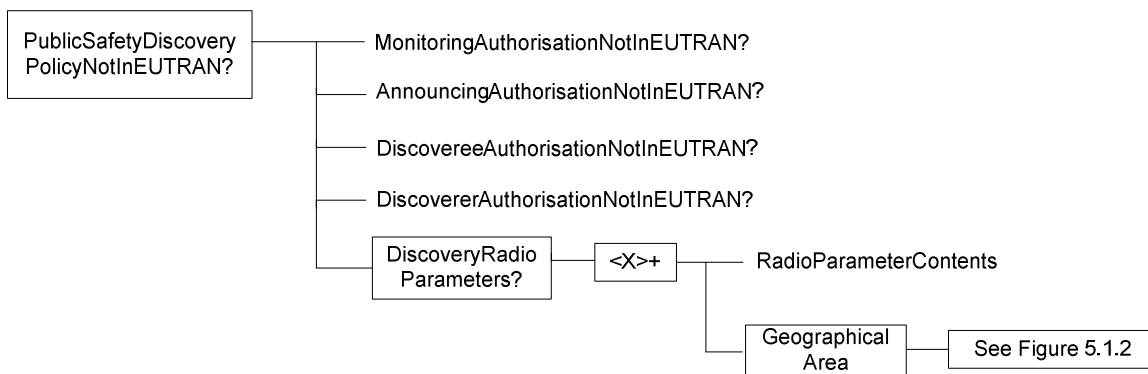 PublicSafetyDiscovery
PolicyNotInEUTRAN?
MonitoringAuthorisationNotInEUTRAN?
AnnouncingAuthorisationNotInEUTRAN?
DiscovereeAuthorisationNotInEUTRAN?
DiscovererAuthorisationNotInEUTRAN?
DiscoveryRadio
Parameters?
<X>+
RadioParameterContents
Geographical
Area
See Figure 5.1.2